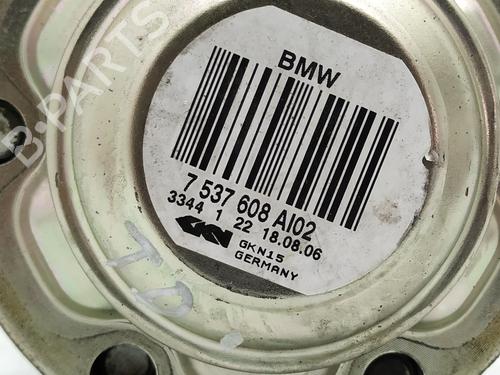 BMW
7 537 608 AI02
3344 1 22 18.08.06
GKN GKN15
GERMANY
B-PARTS